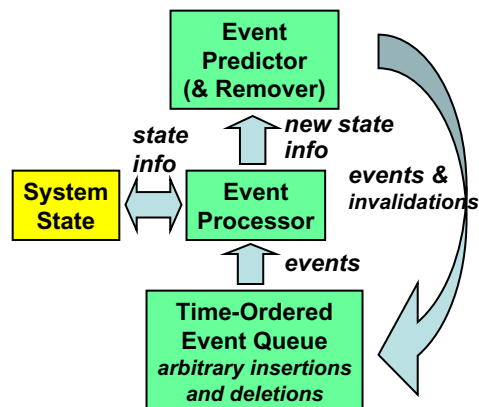 Event
Predictor
(& Remover)
state
info
new state
info
events &
invalidations
System
State
Event
Processor
events
Time-Ordered
Event Queue
arbitrary insertions
and deletions